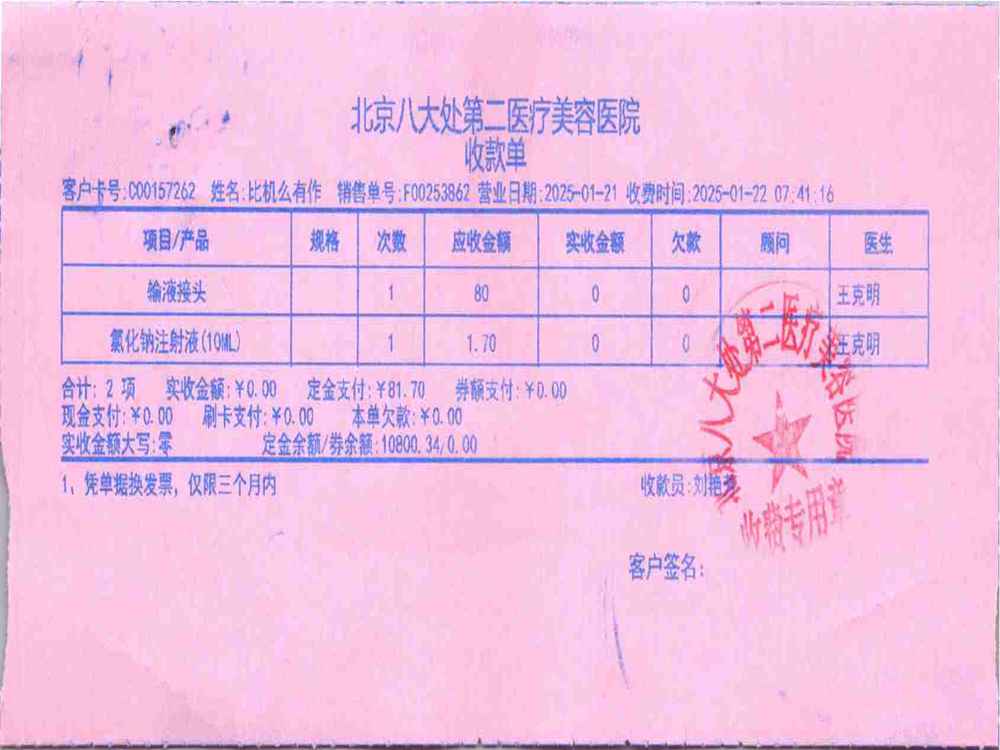 北京八大处第二医疗美容医院
收款单
客户卡号:C00157262 姓名:比机么有作 销售单号:F00253862 营业日期:2025-01-21 收费时间:2025-01-22 07:41:16
项目/产品 规格 次数 应收金额 实收金额 欠款 顾问 医生
输液接头 1 80 0 0 王克明
氯化钠注射液(10ML) 1 1.70 0 0 王克明
合计: 2 项 实收金额:￥0.00 定金支付:￥81.70 券额支付:￥0.00
现金支付:￥0.00 刷卡支付:￥0.00 本单欠款:￥0.00
实收金额大写:零 定金余额/券余额:10800.34/0.00
1、凭单据换发票，仅限三个月内 收款员:刘艳
北京八大处第二医疗美容医院
收费专用章
客户签名: